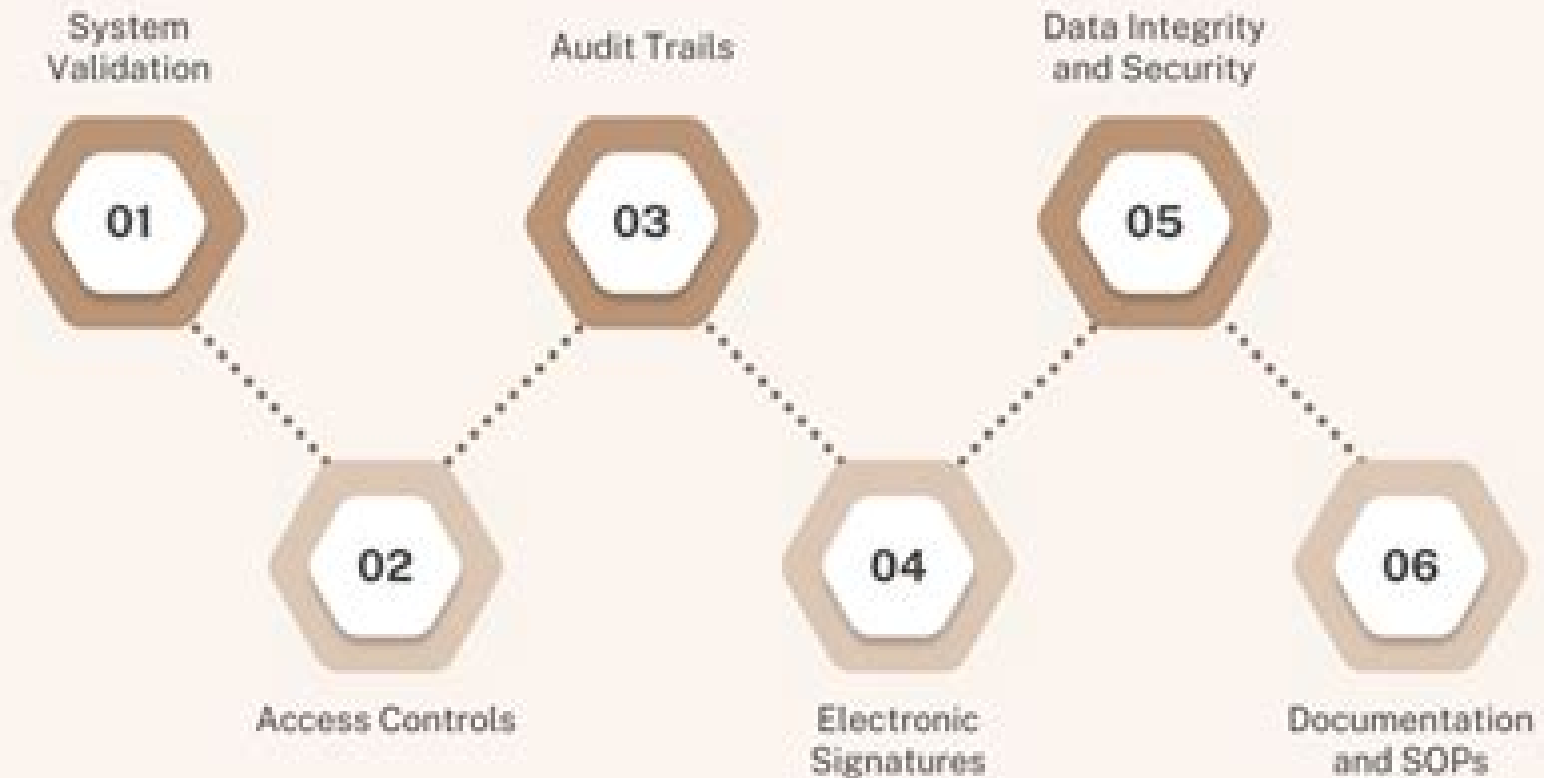 System
Validation
01
Access Controls
02
Audit Trails
03
Electronic
Signatures
04
Data Integrity
and Security
05
Documentation
and SOPs
06